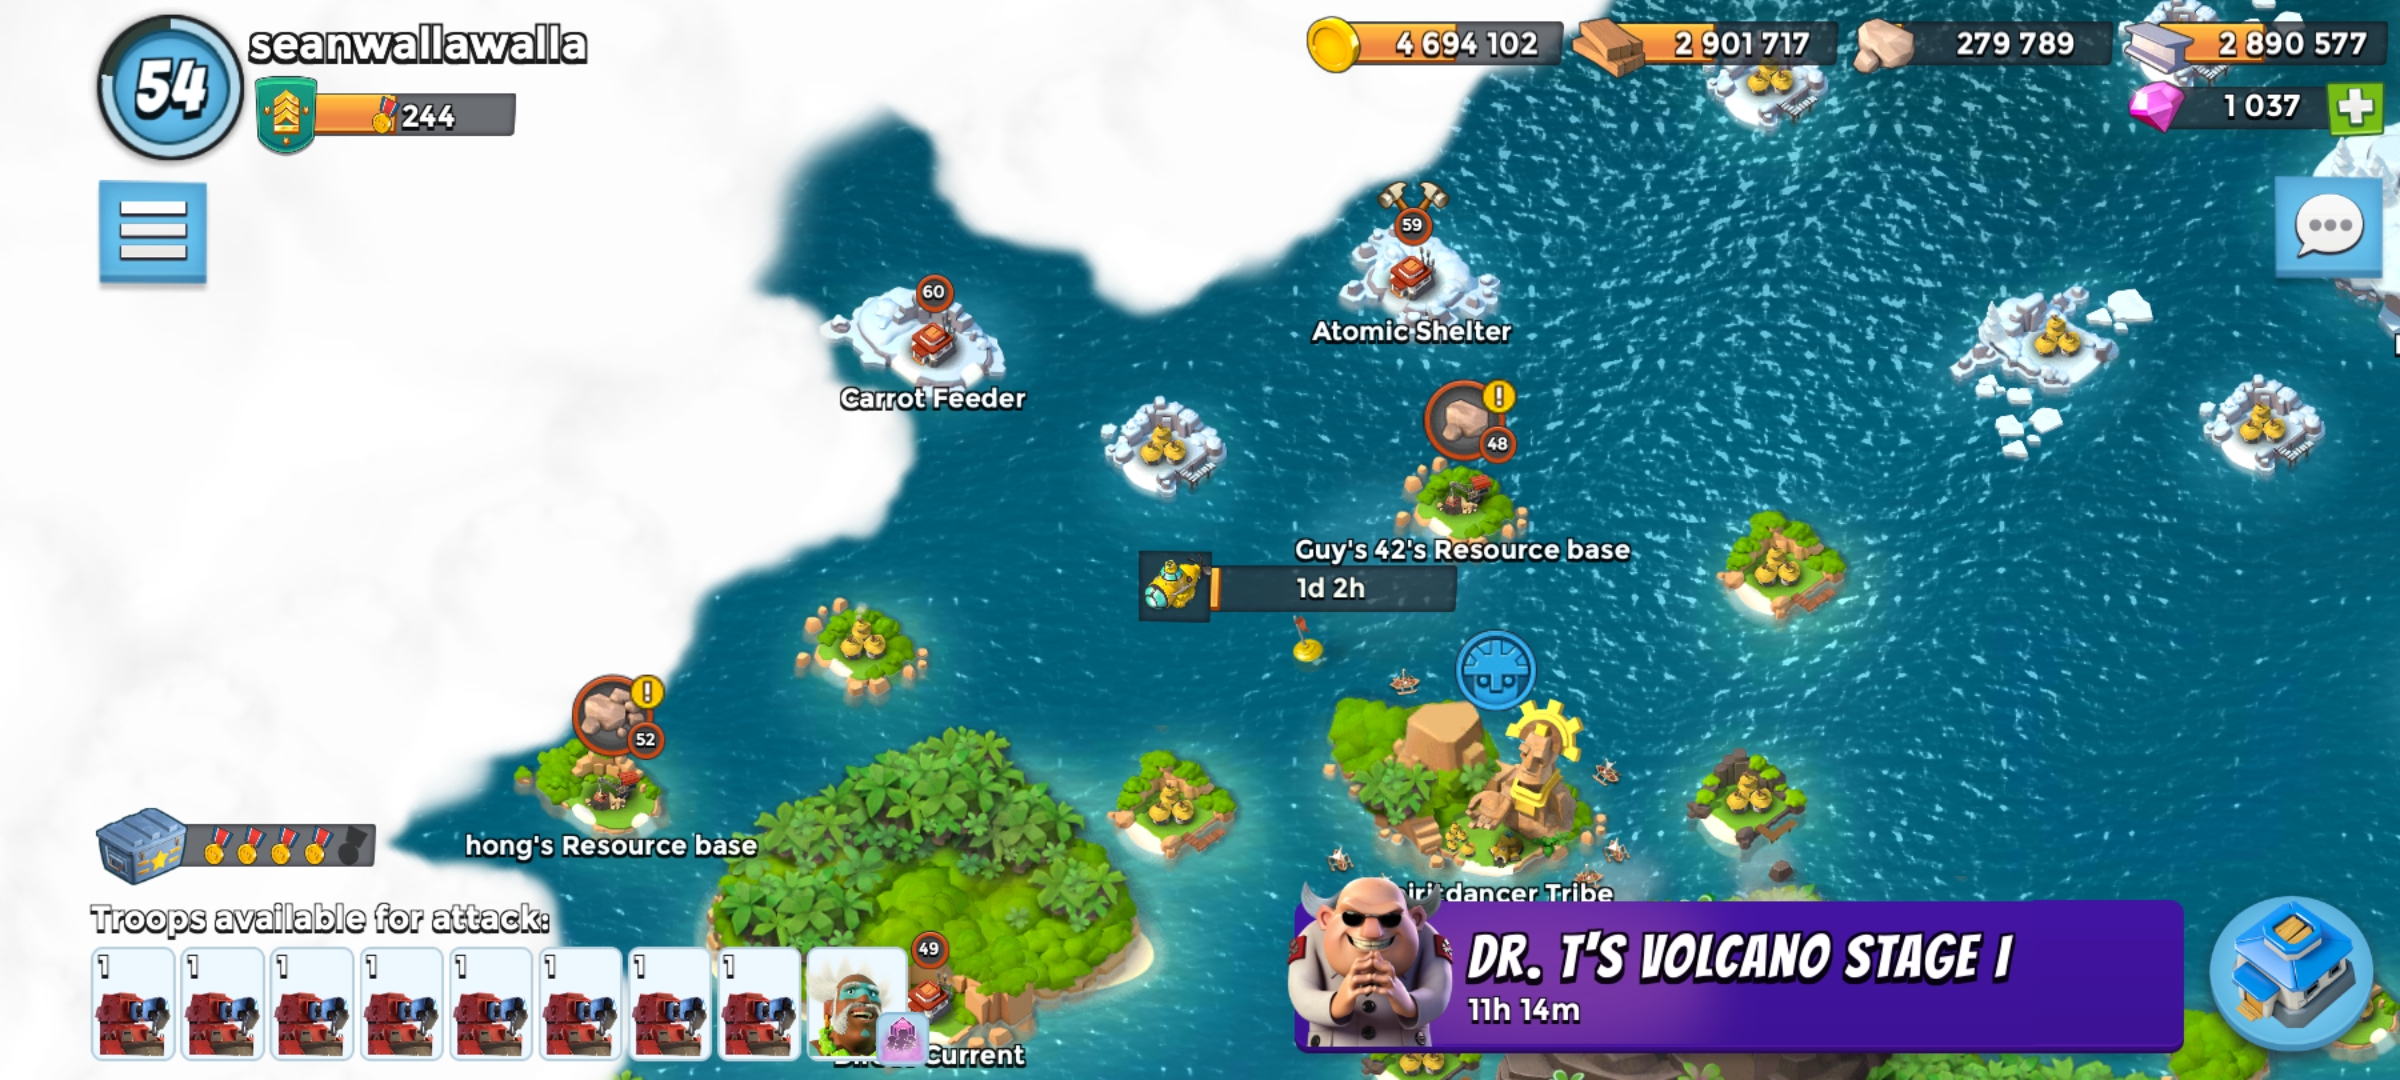 54
seanwallawalla
244
4 694 102
2 901 717
279 789
2 890 577
1 037
59
Atomic Shelter
60
Carrot Feeder
48
Guy's 42's Resource base
1d 2h
52
hong's Resource base
dancer Tribe
Troops available for attack:
1 1 1 1 1 1 1 1
49
Current
DR. T'S VOLCANO STAGE I
11h 14m